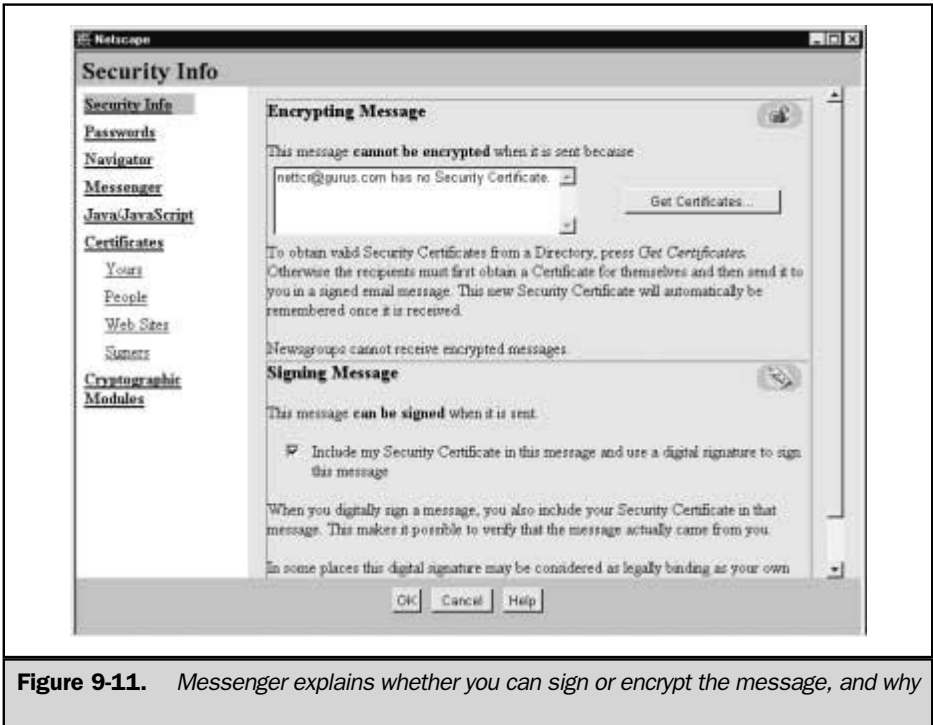 Netscape
Security Info
Security Info
Passwords
Navigator
Messenger
Java/JavaScript
Certificates
Yours
People
Web Sites
Signers
Cryptographic
Modules
Encrypting Message
This message cannot be encrypted when it is sent because
nettcr@gurus.com has no Security Certificate.
Get Certificates...
To obtain valid Security Certificates from a Directory, press Get Certificates.
Otherwise the recipients must first obtain a Certificate for themselves and then send it to
you in a signed email message. This new Security Certificate will automatically be
remembered once it is received.
Newsgroups cannot receive encrypted messages.
Signing Message
This message can be signed when it is sent.
Include my Security Certificate in this message and use a digital signature to sign
this message
When you digitally sign a message, you also include your Security Certificate in that
message. This makes it possible to verify that the message actually came from you.
In some places this digital signature may be considered as legally binding as your own
OK Cancel Help
Figure 9-11. Messenger explains whether you can sign or encrypt the message, and why